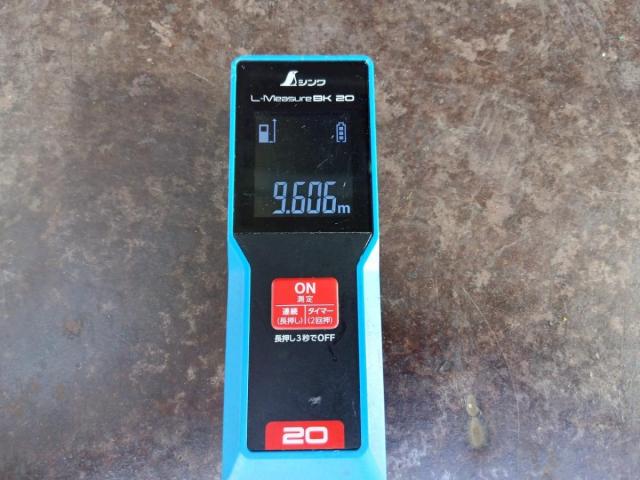 シンワ
L-Measure BK 20
9.606m
ON
測定
連続 タイマー
(長押し) (2回押)
長押し3秒でOFF
20